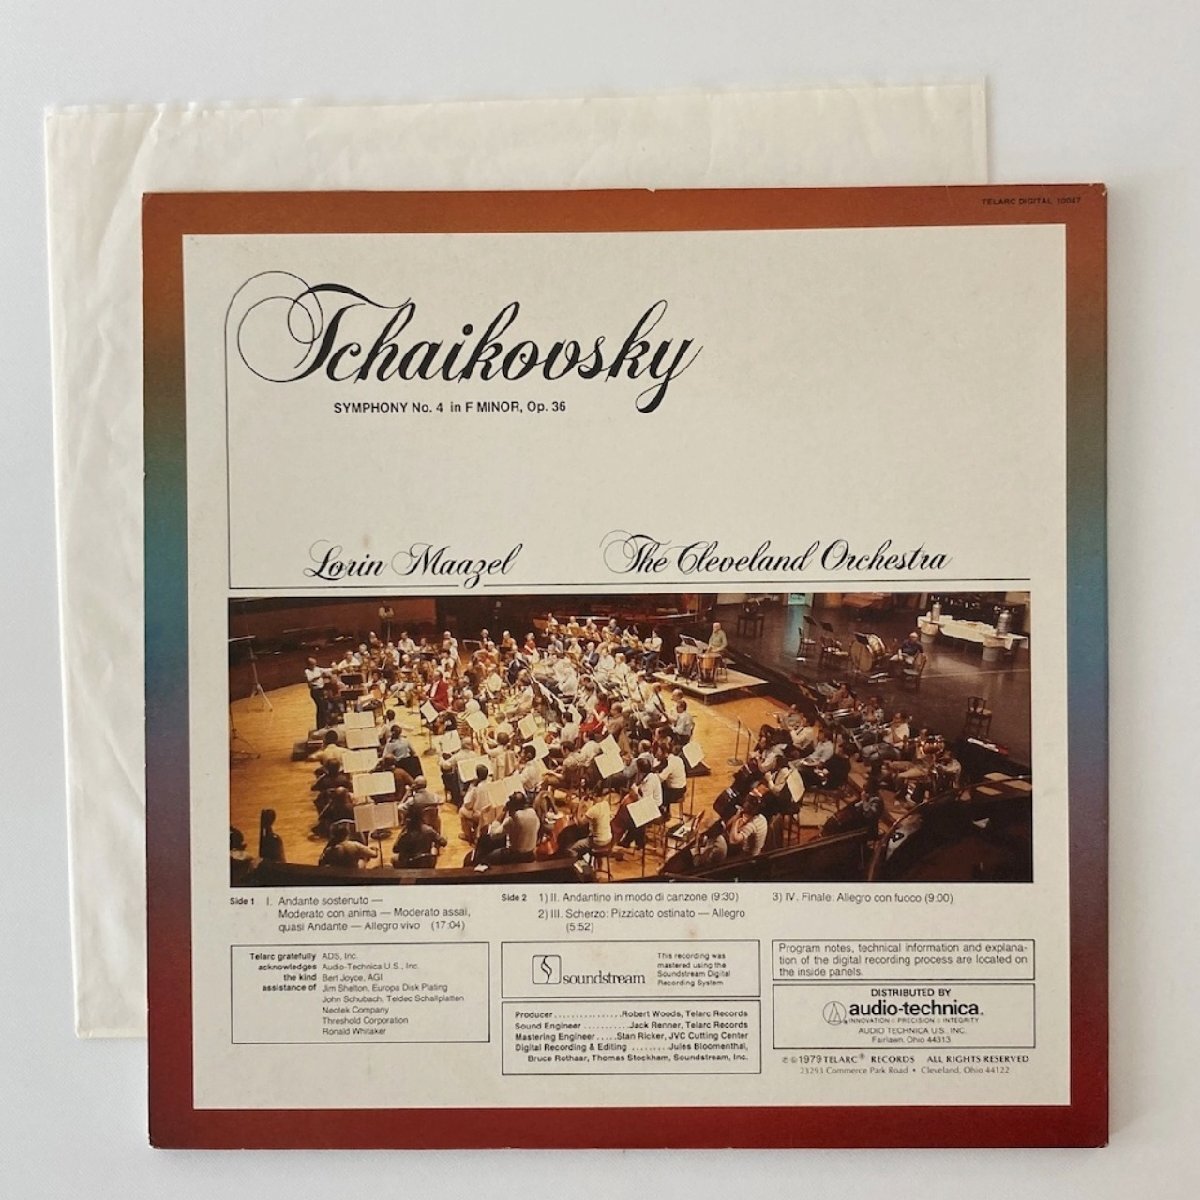 TELARC DIGITAL 10047
Tchaikovsky
SYMPHONY No. 4 in F MINOR, Op. 36
Lorin Maazel
The Cleveland Orchestra
Side 1 I. Andante sostenuto —
Moderato con anima — Moderato assai,
quasi Andante — Allegro vivo (17:04)
Side 2 1) II. Andantino in modo di canzone (9:30)
2) III. Scherzo: Pizzicato ostinato — Allegro
(5:52)
3) IV. Finale: Allegro con fuoco (9:00)
Telarc gratefully
acknowledges
the kind
assistance of
ADS, Inc.
Audio-Technica U.S., Inc.
Bert Joyce, AGI
Jim Shelton, Europa Disk Plating
John Schubach, Teldec Schallplatten
Neotek Company
Threshold Corporation
Ronald Whitaker
soundstream
This recording was
mastered using the
Soundstream Digital
Recording System
Producer . . . . . . . . . . . . . . . . Robert Woods, Telarc Records
Sound Engineer . . . . . . . . . . . Jack Renner, Telarc Records
Mastering Engineer . . . . . Stan Ricker, JVC Cutting Center
Digital Recording & Editing . . . . . . . . Jules Bloomenthal,
Bruce Rothaar, Thomas Stockham, Soundstream, Inc.
Program notes, technical information and explana-
tion of the digital recording process are located on
the inside panels.
DISTRIBUTED BY
audio-technica.
INNOVATION □ PRECISION □ INTEGRITY
AUDIO TECHNICA U.S., INC.
Fairlawn, Ohio 44313
℗ © 1979 TELARC® RECORDS ALL RIGHTS RESERVED
23293 Commerce Park Road • Cleveland, Ohio 44122